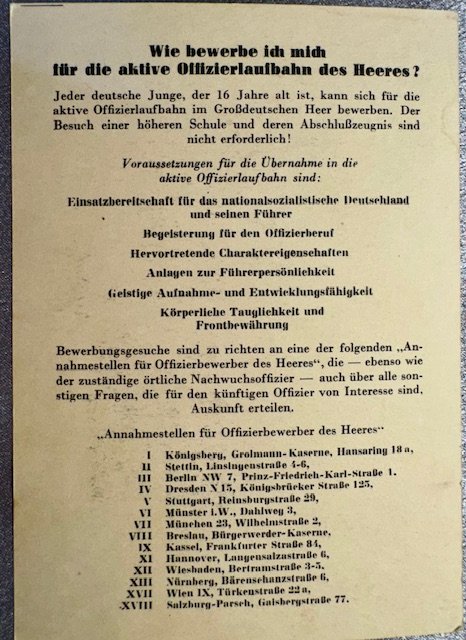 Wie bewerbe ich mich
für die aktive Offizierlaufbahn des Heeres?
Jeder deutsche Junge, der 16 Jahre alt ist, kann sich für die
aktive Offizierlaufbahn im Großdeutschen Heer bewerben. Der
Besuch einer höheren Schule und deren Abschlußzeugnis sind
nicht erforderlich!
Voraussetzungen für die Übernahme in die
aktive Offizierlaufbahn sind:
Einsatzbereitschaft für das nationalsozialistische Deutschland
und seinen Führer
Begeisterung für den Offizierberuf
Hervortretende Charaktereigenschaften
Anlagen zur Führerpersönlichkeit
Geistige Aufnahme- und Entwicklungsfähigkeit
Körperliche Tauglichkeit und
Frontbewährung
Bewerbungsgesuche sind zu richten an eine der folgenden „An-
nahmestellen für Offizierbewerber des Heeres“, die — ebenso wie
der zuständige örtliche Nachwuchsoffizier — auch über alle son-
stigen Fragen, die für den künftigen Offizier von Interesse sind,
Auskunft erteilen.
„Annahmestellen für Offizierbewerber des Heeres“
I Königsberg, Grolmann-Kaserne, Hansaring 18a,
II Stettin, Linsingenstraße 4-6,
III Berlin NW 7, Prinz-Friedrich-Karl-Straße 1.
IV Dresden N 15, Königsbrücker Straße 125,
V Stuttgart, Reinsburgstraße 29,
VI Münster i.W., Dahlweg 3,
VII München 23, Wilhelmstraße 2,
VIII Breslau, Bürgerwerder-Kaserne,
IX Kassel, Frankfurter Straße 84,
XI Hannover, Langensalzastraße 6,
XII Wiesbaden, Bertramstraße 3-5,
XIII Nürnberg, Bärenschanzstraße 6,
XVII Wien IX, Türkenstraße 22a,
XVIII Salzburg-Parsch, Gaisbergstraße 77.